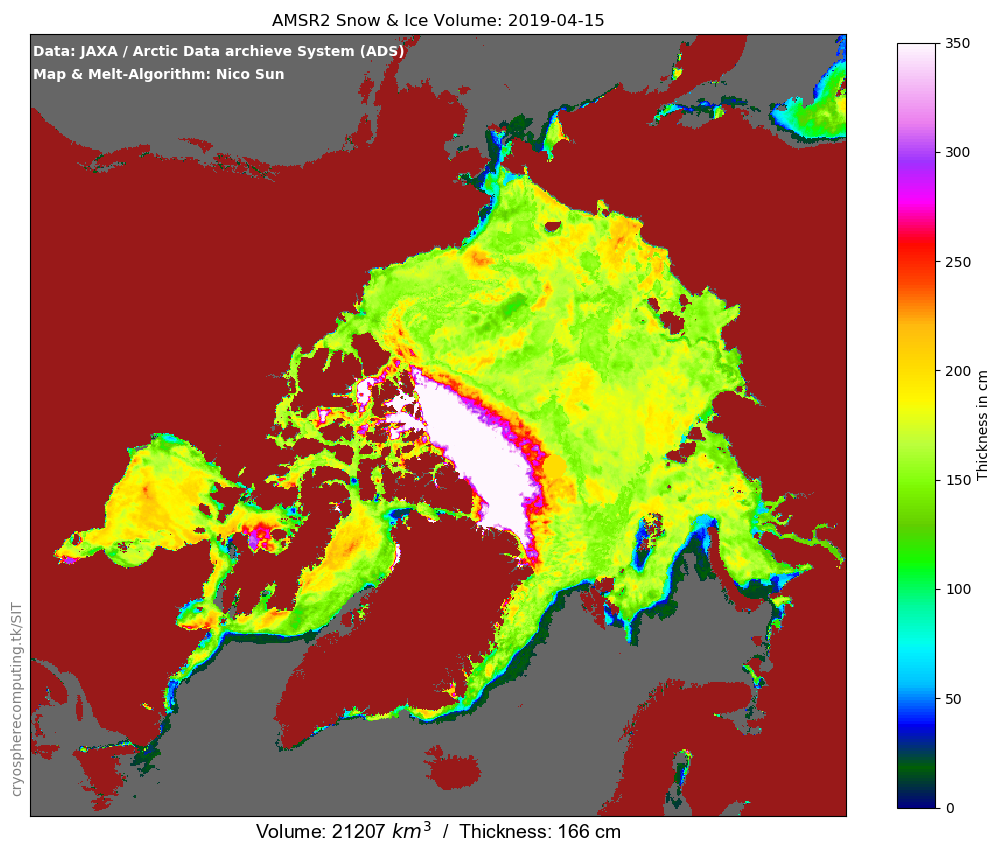 AMSR2 Snow & Ice Volume: 2019-04-15
Data: JAXA / Arctic Data archieve System (ADS)
Map & Melt-Algorithm: Nico Sun
350
300
250
200
150
100
50
0
Thickness in cm
cryospherecomputing.tk/SIT
Volume: 21207 km³ / Thickness: 166 cm